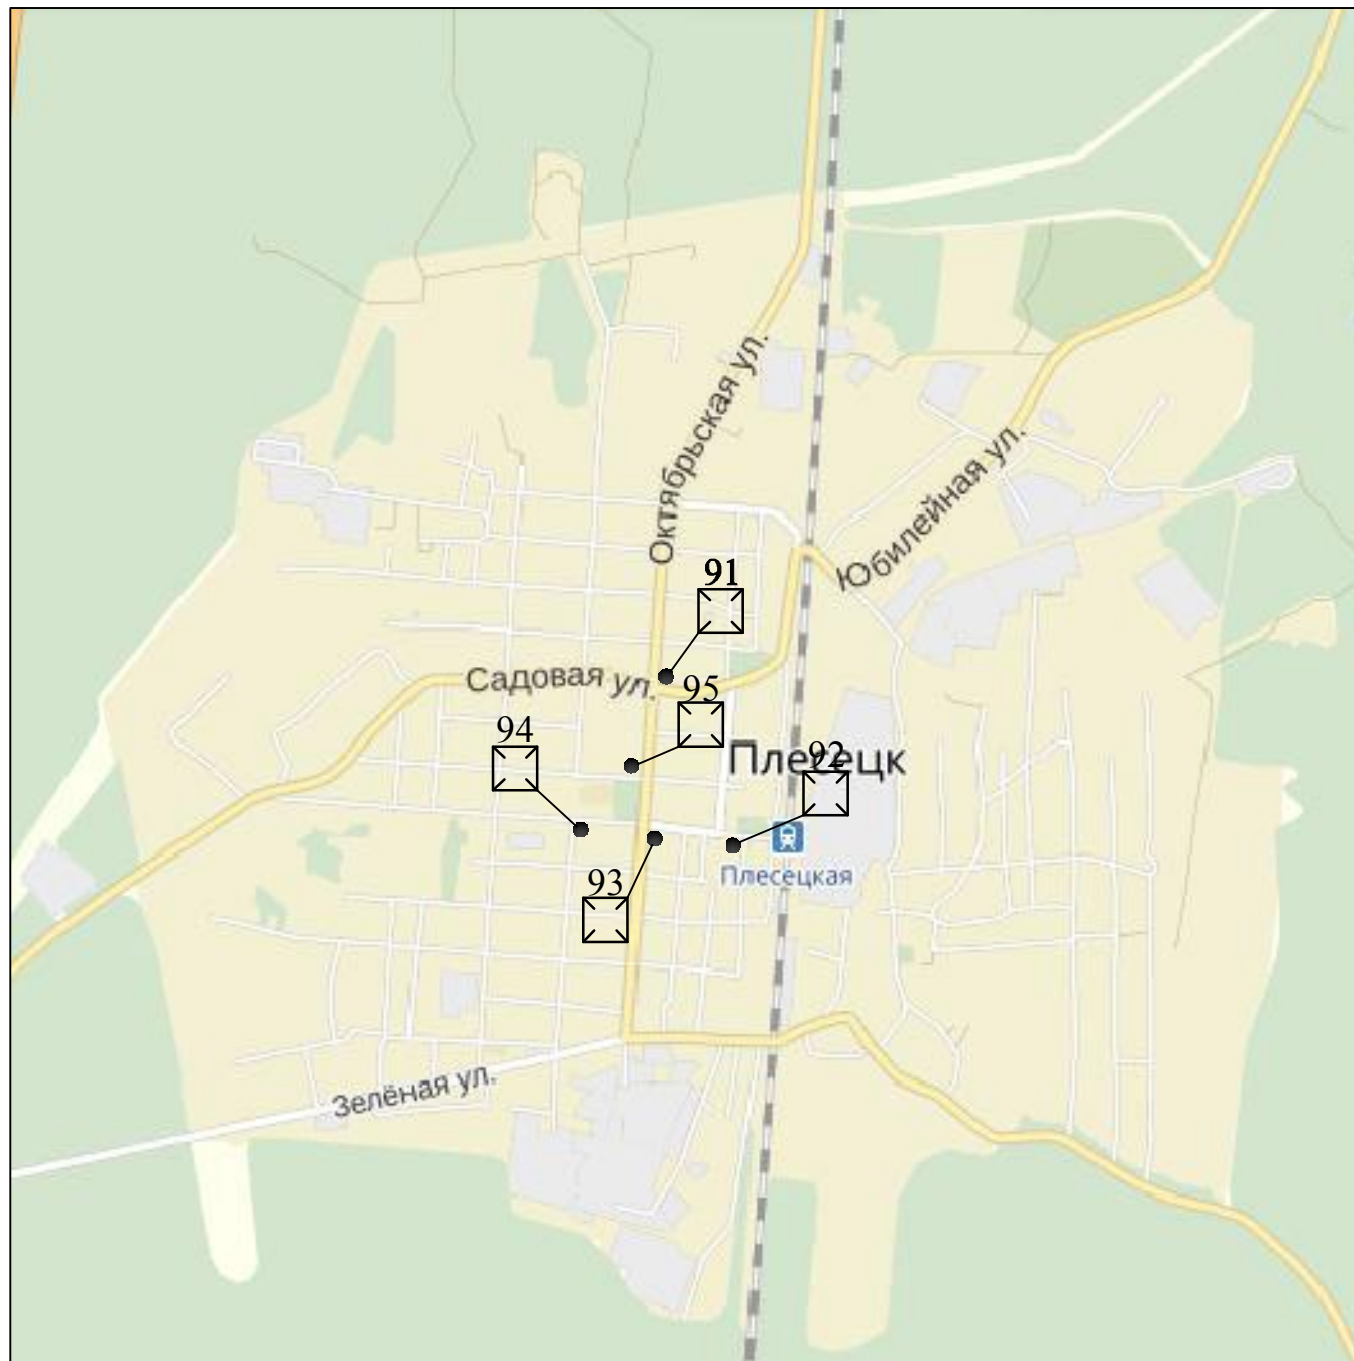 Октябрьская ул.
Юбилейная ул.
91
Садовая ул.
95
94
Плесецк
92
Плесецкая
93
Зелёная ул.